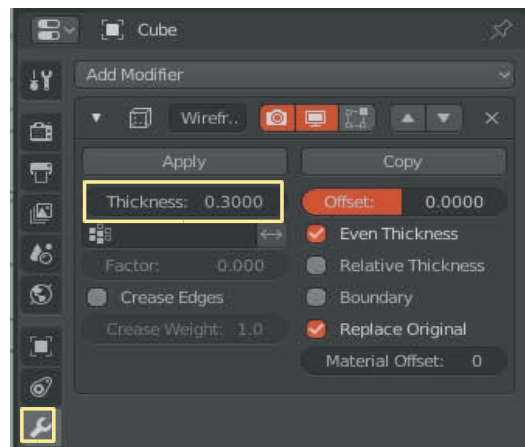 Cube
Add Modifier
Wirefr..
Apply Copy
Thickness: 0.3000 Offset: 0.0000
Even Thickness
Factor: 0.000 Relative Thickness
Crease Edges Boundary
Crease Weight: 1.0 Replace Original
Material Offset: 0